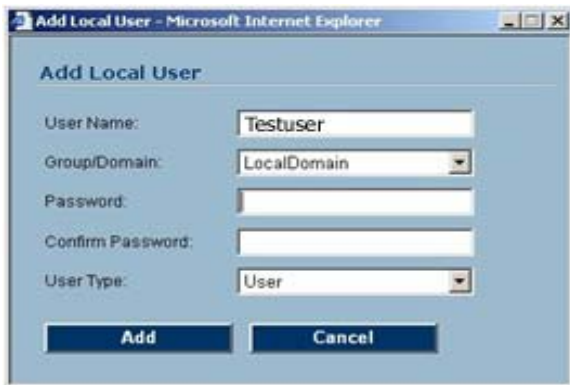 Add Local User - Microsoft Internet Explorer
Add Local User
User Name: Testuser
Group/Domain: LocalDomain
Password:
Confirm Password:
User Type: User
Add Cancel